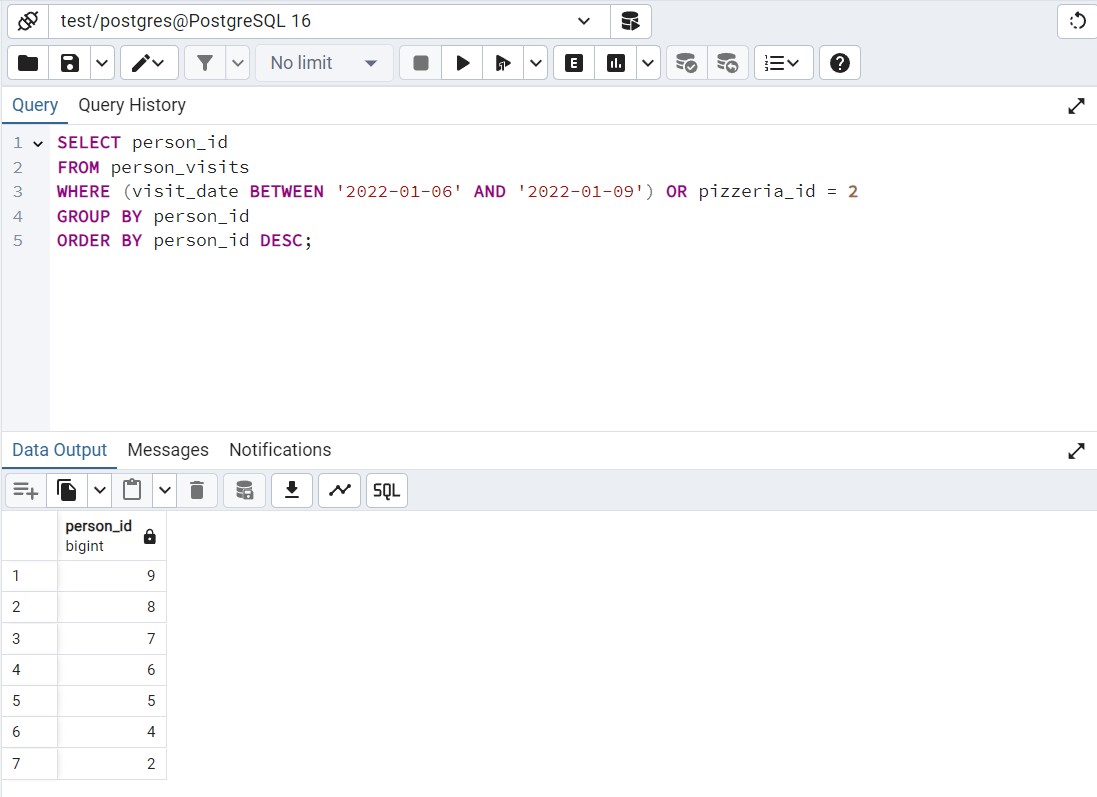 test/postgres@PostgreSQL 16
No limit
E
Query Query History
1 SELECT person_id
2 FROM person_visits
3 WHERE (visit_date BETWEEN '2022-01-06' AND '2022-01-09') OR pizzeria_id = 2
4 GROUP BY person_id
5 ORDER BY person_id DESC;
Data Output Messages Notifications
SQL
person_id
bigint
1 9
2 8
3 7
4 6
5 5
6 4
7 2